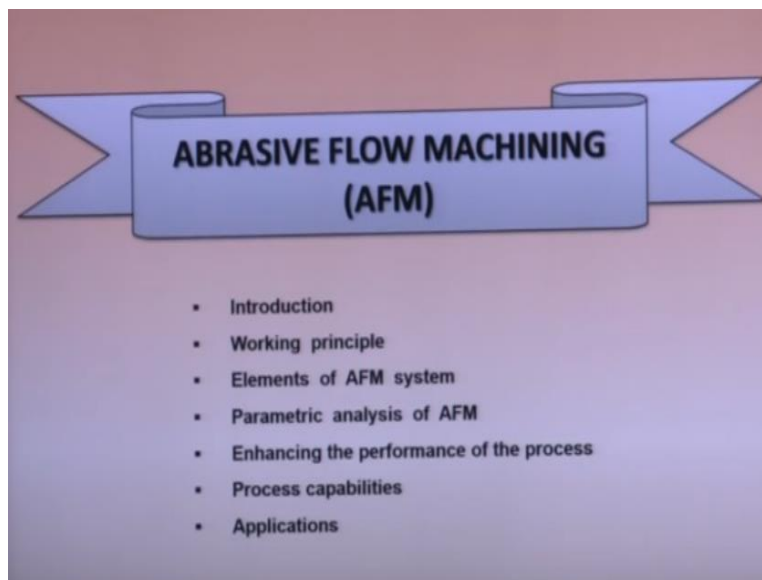 ABRASIVE FLOW MACHINING
(AFM)
▪ Introduction
▪ Working principle
▪ Elements of AFM system
▪ Parametric analysis of AFM
▪ Enhancing the performance of the process
▪ Process capabilities
▪ Applications